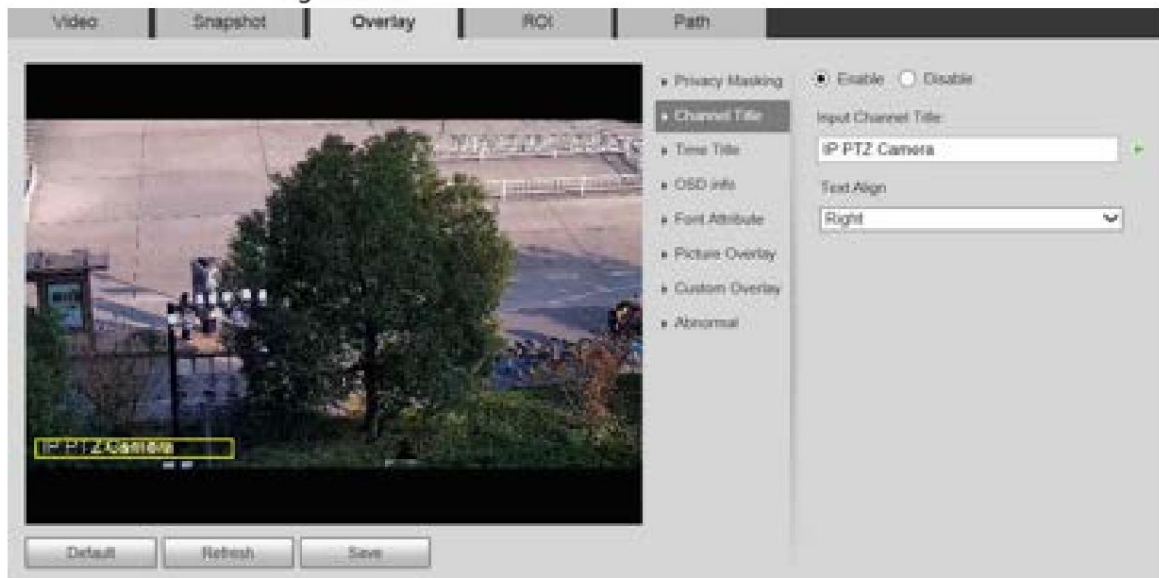 Video Snapshot Overlay ROI Path
Privacy Masking
Channel Title
Time Title
OSD info
Font Attribute
Picture Overlay
Custom Overlay
Abnormal
Enable Disable
Input Channel Title:
IP PTZ Camera
Text Align
Right
IP PTZ Camera
Default Refresh Save